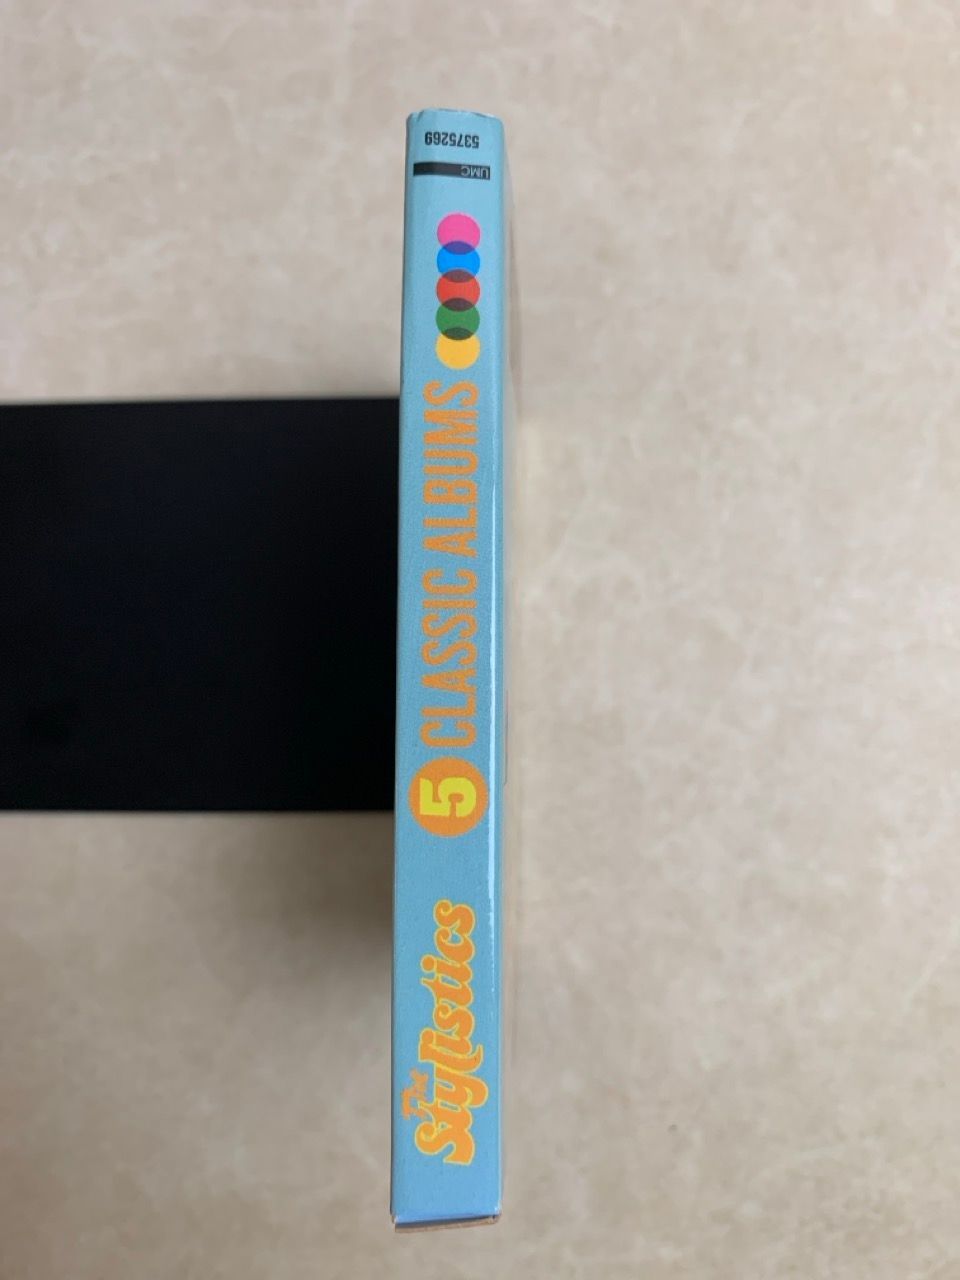 The
Stylistics
5 CLASSIC ALBUMS
UMC
5375269